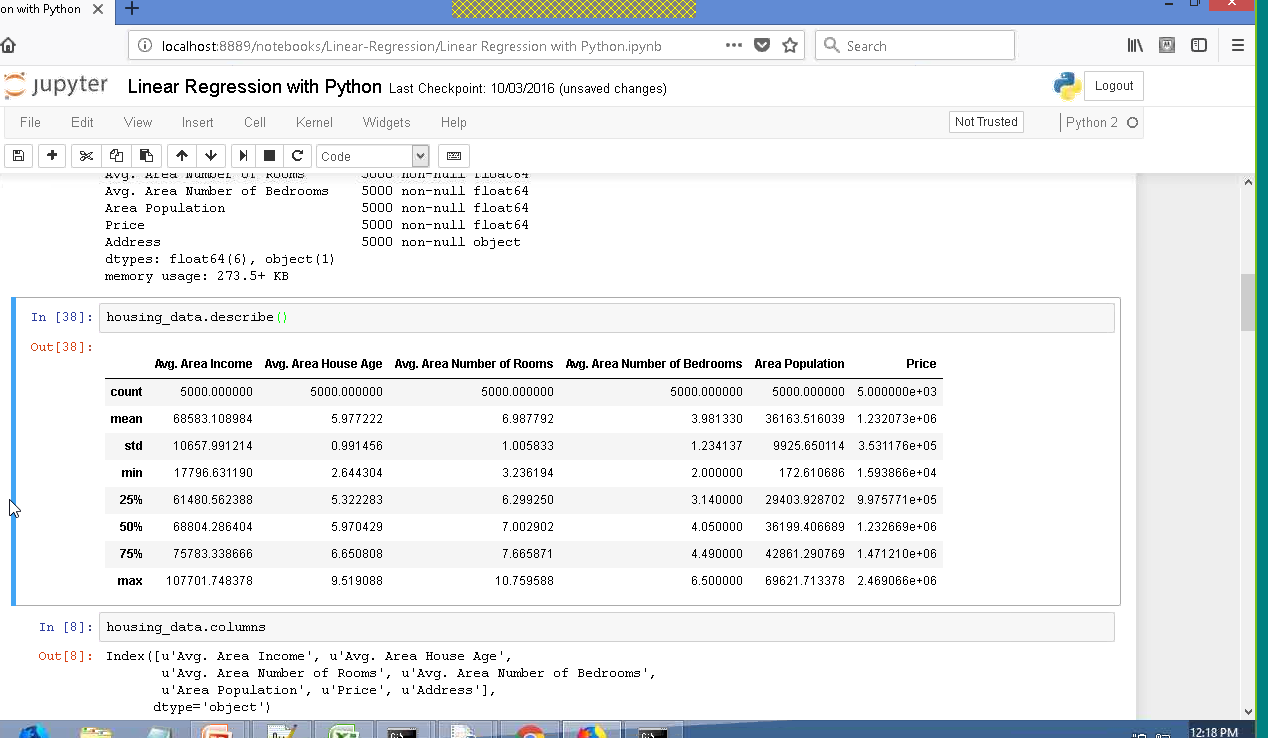 on with Python
localhost:8889/notebooks/Linear-Regression/Linear Regression with Python.ipynb
Search
jupyter Linear Regression with Python Last Checkpoint: 10/03/2016 (unsaved changes)
Logout
File Edit View Insert Cell Kernel Widgets Help
Not Trusted Python 2
Code
Avg. Area Number of Rooms 5000 non-null float64
Avg. Area Number of Bedrooms 5000 non-null float64
Area Population 5000 non-null float64
Price 5000 non-null float64
Address 5000 non-null object
dtypes: float64(6), object(1)
memory usage: 273.5+ KB
In [38]: housing_data.describe()
Out[38]:
Avg. Area Income Avg. Area House Age Avg. Area Number of Rooms Avg. Area Number of Bedrooms Area Population Price
count 5000.000000 5000.000000 5000.000000 5000.000000 5000.000000 5.000000e+03
mean 68583.108984 5.977222 6.987792 3.981330 36163.516039 1.232073e+06
std 10657.991214 0.991456 1.005833 1.234137 9925.650114 3.531176e+05
min 17796.631190 2.644304 3.236194 2.000000 172.610686 1.593866e+04
25% 61480.562388 5.322283 6.299250 3.140000 29403.928702 9.975771e+05
50% 68804.286404 5.970429 7.002902 4.050000 36199.406689 1.232669e+06
75% 75783.338666 6.650808 7.665871 4.490000 42861.290769 1.471210e+06
max 107701.748378 9.519088 10.759588 6.500000 69621.713378 2.469066e+06
In [8]: housing_data.columns
Out[8]: Index([u'Avg. Area Income', u'Avg. Area House Age',
u'Avg. Area Number of Rooms', u'Avg. Area Number of Bedrooms',
u'Area Population', u'Price', u'Address'],
dtype='object')
12:18 PM